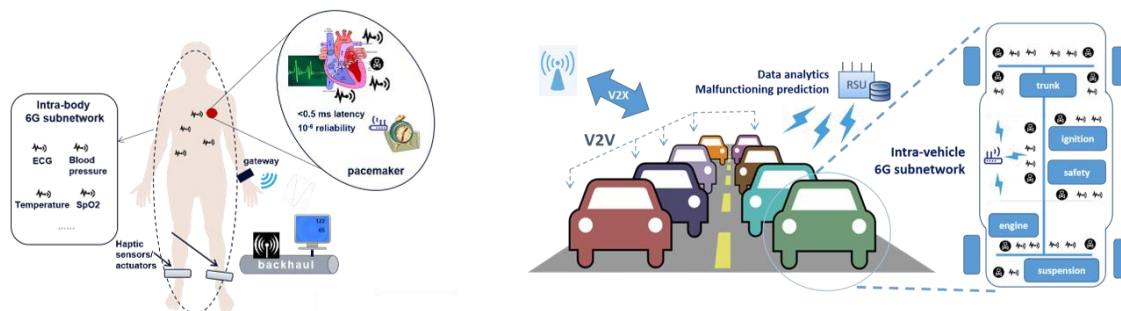 Intra-body
6G subnetwork
ECG
Blood
pressure
Temperature
SpO2
......
<0.5 ms latency
10⁻⁶ reliability
pacemaker
gateway
Haptic
sensors/
actuators
backhaul
V2X
V2V
Data analytics
Malfunctioning prediction
RSU
Intra-vehicle
6G subnetwork
trunk
ignition
safety
engine
suspension